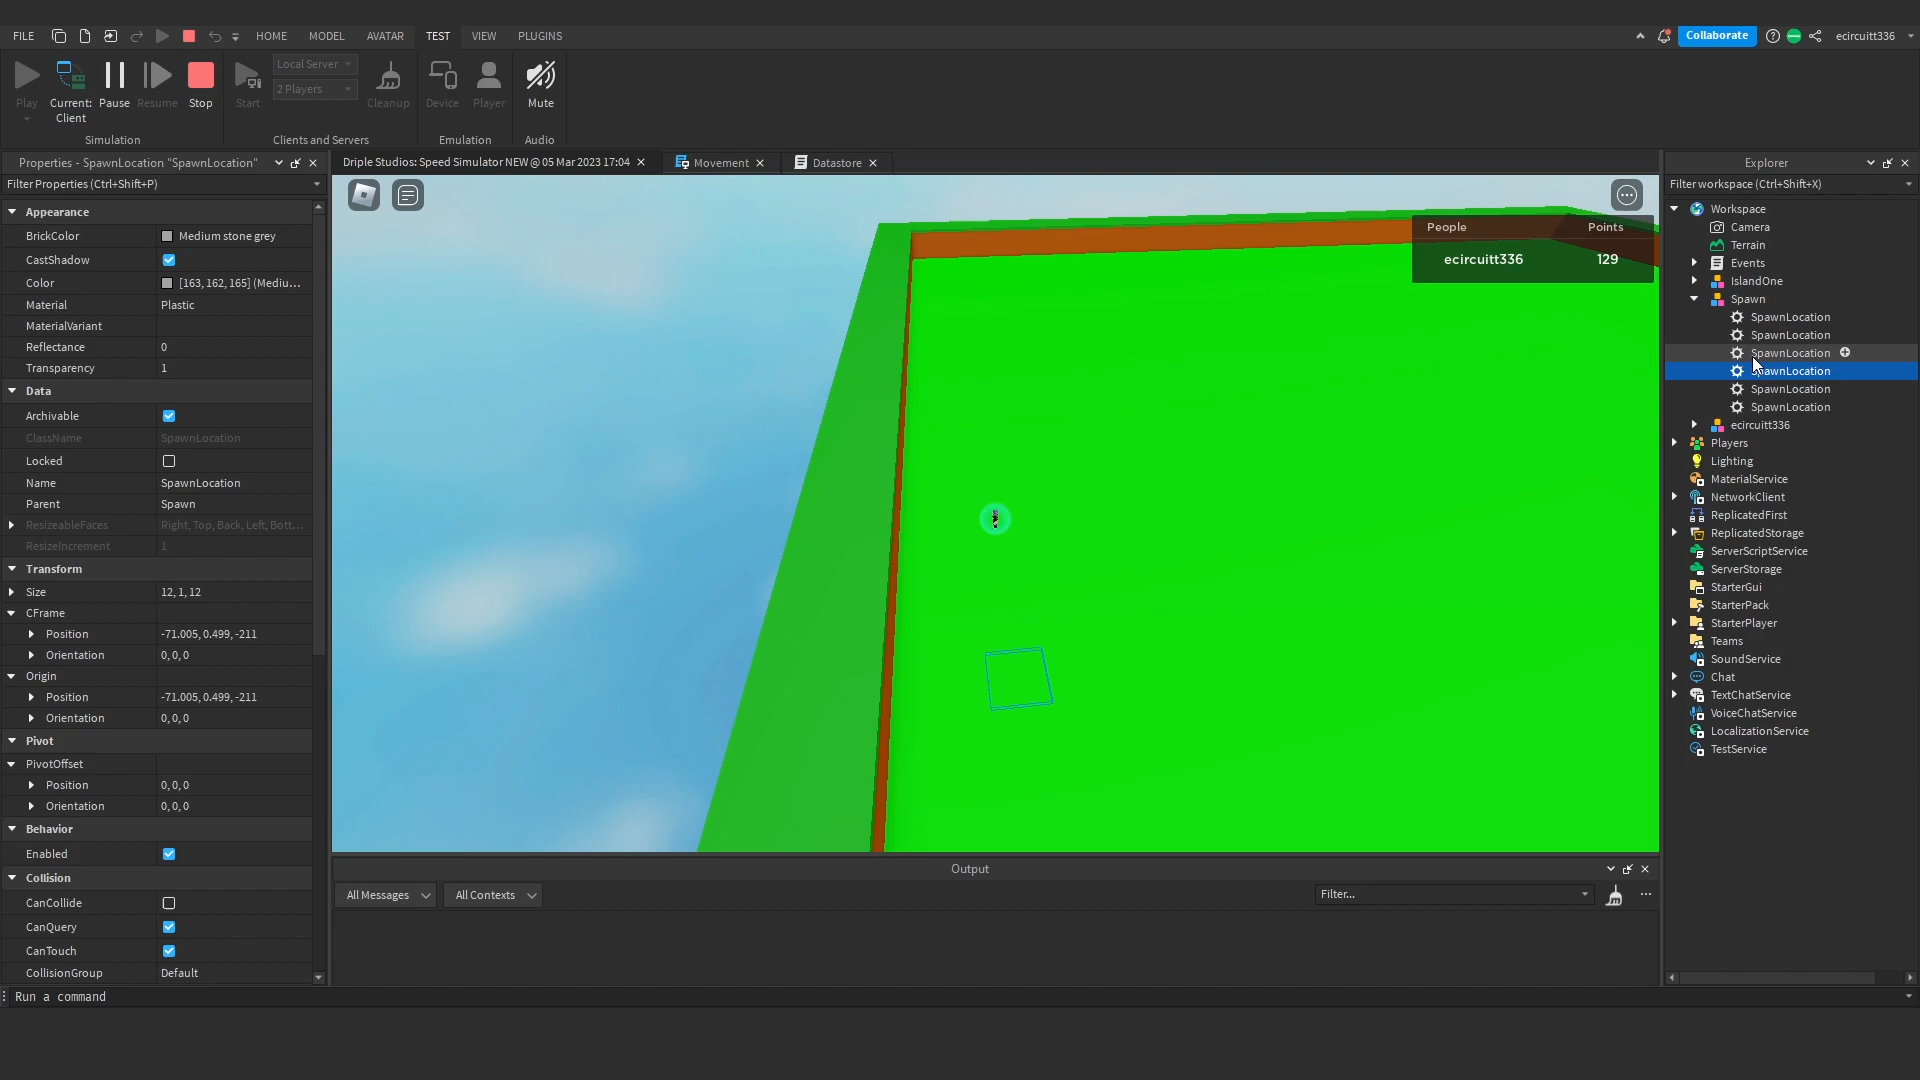 FILE HOME MODEL AVATAR TEST VIEW PLUGINS Collaborate ecircuitt336
Play Current: Client Pause Resume Stop Start Local Server 2 Players Cleanup Device Player Mute
Simulation Clients and Servers Emulation Audio
Properties - SpawnLocation "SpawnLocation"
Filter Properties (Ctrl+Shift+P)
Appearance
BrickColor Medium stone grey
CastShadow
Color [163, 162, 165] (Mediu...
Material Plastic
MaterialVariant
Reflectance 0
Transparency 1
Data
Archivable
ClassName SpawnLocation
Locked
Name SpawnLocation
Parent Spawn
ResizeableFaces Right, Top, Back, Left, Bott...
ResizeIncrement 1
Transform
Size 12, 1, 12
CFrame
Position -71.005, 0.499, -211
Orientation 0, 0, 0
Origin
Position -71.005, 0.499, -211
Orientation 0, 0, 0
Pivot
PivotOffset
Position 0, 0, 0
Orientation 0, 0, 0
Behavior
Enabled
Collision
CanCollide
CanQuery
CanTouch
CollisionGroup Default
Driple Studios: Speed Simulator NEW @ 05 Mar 2023 17:04 Movement Datastore
People Points
ecircuitt336 129
Output
All Messages All Contexts Filter...
Explorer
Filter workspace (Ctrl+Shift+X)
Workspace
Camera
Terrain
Events
IslandOne
Spawn
SpawnLocation
SpawnLocation
SpawnLocation
SpawnLocation
SpawnLocation
SpawnLocation
ecircuitt336
Players
Lighting
MaterialService
NetworkClient
ReplicatedFirst
ReplicatedStorage
ServerScriptService
ServerStorage
StarterGui
StarterPack
StarterPlayer
Teams
SoundService
Chat
TextChatService
VoiceChatService
LocalizationService
TestService
Run a command